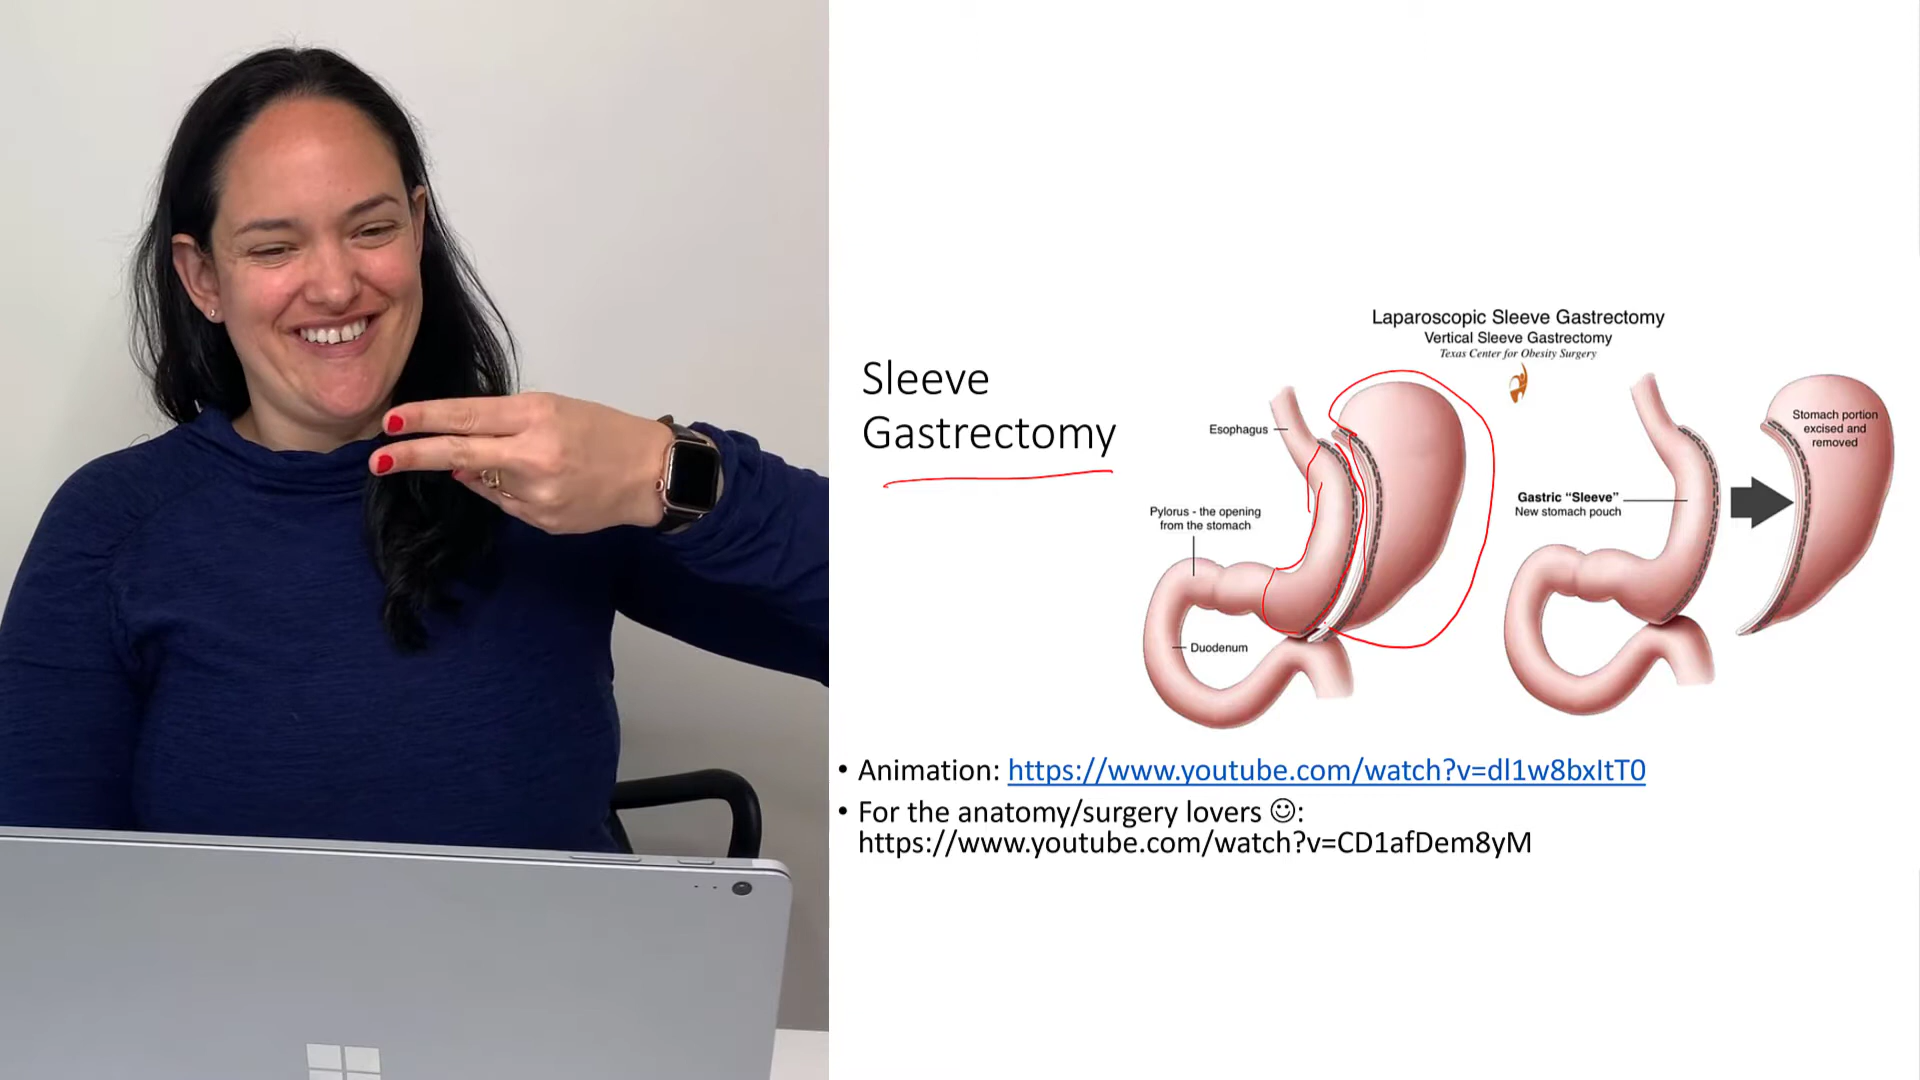 Laparoscopic Sleeve Gastrectomy
Vertical Sleeve Gastrectomy
Texas Center for Obesity Surgery
Sleeve
Gastrectomy
Esophagus
Pylorus - the opening
from the stomach
Duodenum
Gastric “Sleeve”
New stomach pouch
Stomach portion
excised and
removed
• Animation: https://www.youtube.com/watch?v=dl1w8bxItT0
• For the anatomy/surgery lovers ☺:
https://www.youtube.com/watch?v=CD1afDem8yM